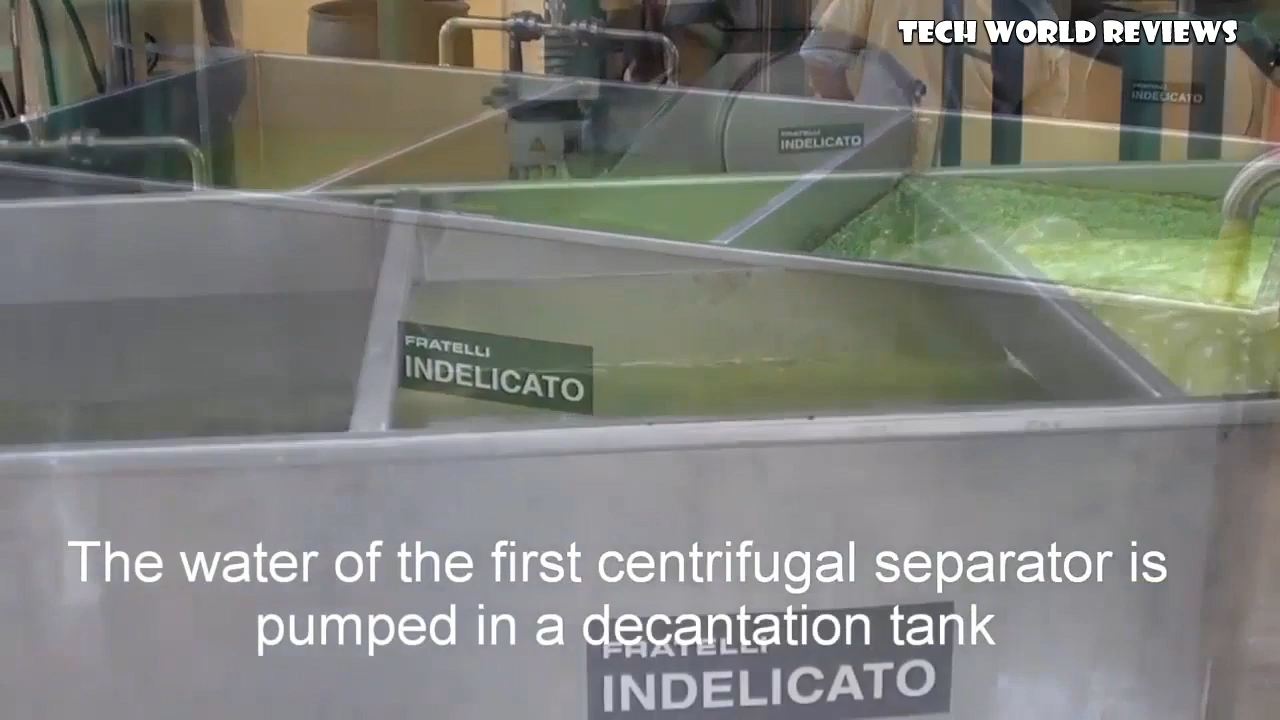 TECH WORLD REVIEWS
FRATELLI
INDELICATO
FRATELLI
INDELICATO
FRATELLI
INDELICATO
The water of the first centrifugal separator is
pumped in a decantation tank
FRATELLI
INDELICATO